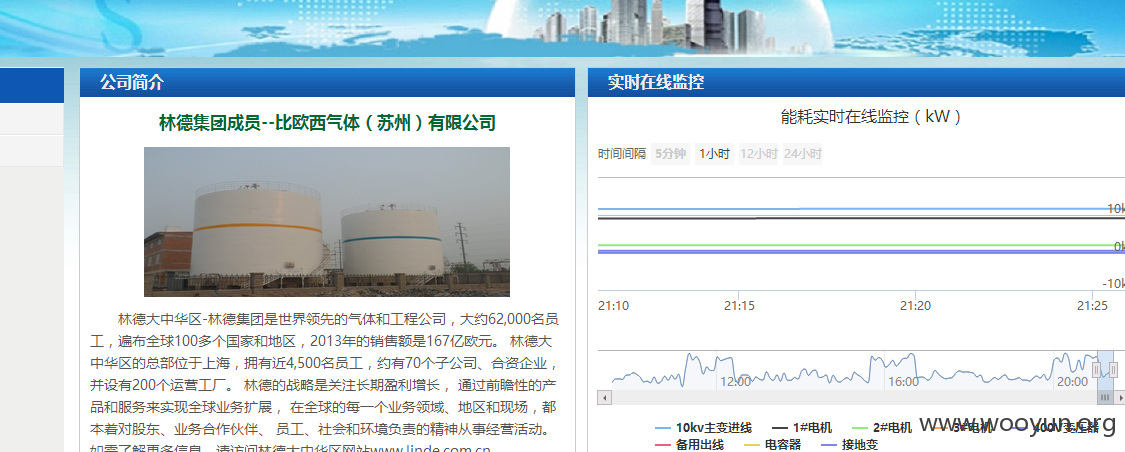 公司简介
林德集团成员--比欧西气体（苏州）有限公司
林德大中华区-林德集团是世界领先的气体和工程公司，大约62,000名员
工，遍布全球100多个国家和地区，2013年的销售额是167亿欧元。 林德大
中华区的总部位于上海，拥有近4,500名员工，约有70个子公司、合资企业，
并设有200个运营工厂。 林德的战略是关注长期盈利增长， 通过前瞻性的产
品和服务来实现全球业务扩展， 在全球的每一个业务领域、地区和现场，都
本着对股东、业务合作伙伴、 员工、社会和环境负责的精神从事经营活动。
如需了解更多信息，请访问林德大中华区网站www.linde.com.cn
实时在线监控
能耗实时在线监控（kW）
时间间隔 5分钟 1小时 12小时 24小时
10k
0k
-10k
21:10 21:15 21:20 21:25
12:00 16:00 20:00
10kv主变进线 1#电机 2#电机 3#电机 400V变压器
备用出线 电容器 接地变
www.wooyun.org